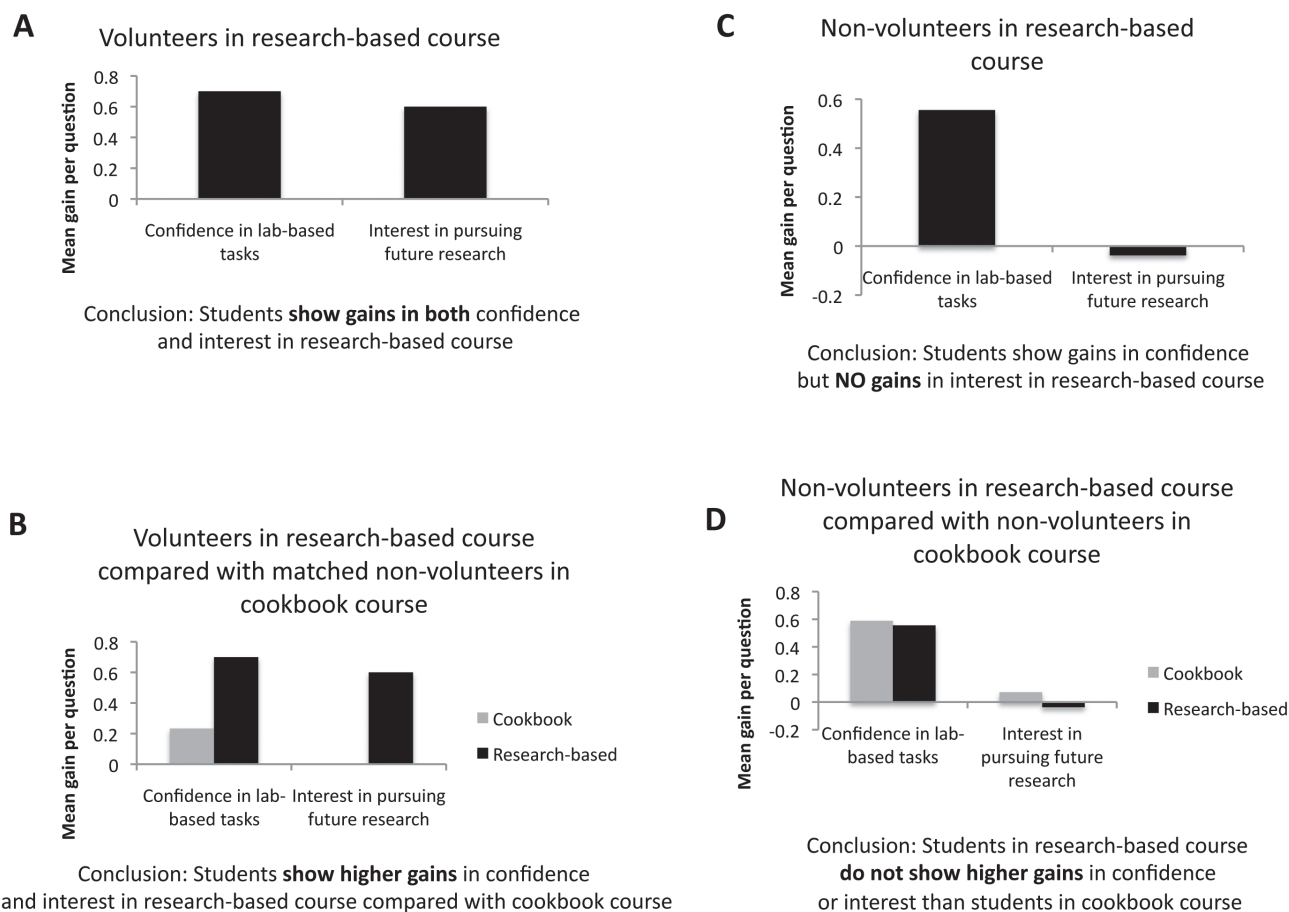 A
Volunteers in research-based course
Mean gain per question
0.8
0.6
0.4
0.2
0
Confidence in lab-based
tasks
Interest in pursuing
future research
Conclusion: Students show gains in both confidence
and interest in research-based course
B
Volunteers in research-based course
compared with matched non-volunteers in
cookbook course
Mean gain per question
0.8
0.6
0.4
0.2
0
Confidence in lab-
based tasks
Interest in pursuing
future research
Cookbook
Research-based
Conclusion: Students show higher gains in confidence
and interest in research-based course compared with cookbook course
C
Non-volunteers in research-based
course
Mean gain per question
0.6
0.4
0.2
0
-0.2
Confidence in lab-based
tasks
Interest in pursuing
future research
Conclusion: Students show gains in confidence
but NO gains in interest in research-based course
D
Non-volunteers in research-based course
compared with non-volunteers in
cookbook course
Mean gain per question
0.8
0.6
0.4
0.2
0
-0.2
Confidence in lab-
based tasks
Interest in
pursuing future
research
Cookbook
Research-based
Conclusion: Students in research-based course
do not show higher gains in confidence
or interest than students in cookbook course